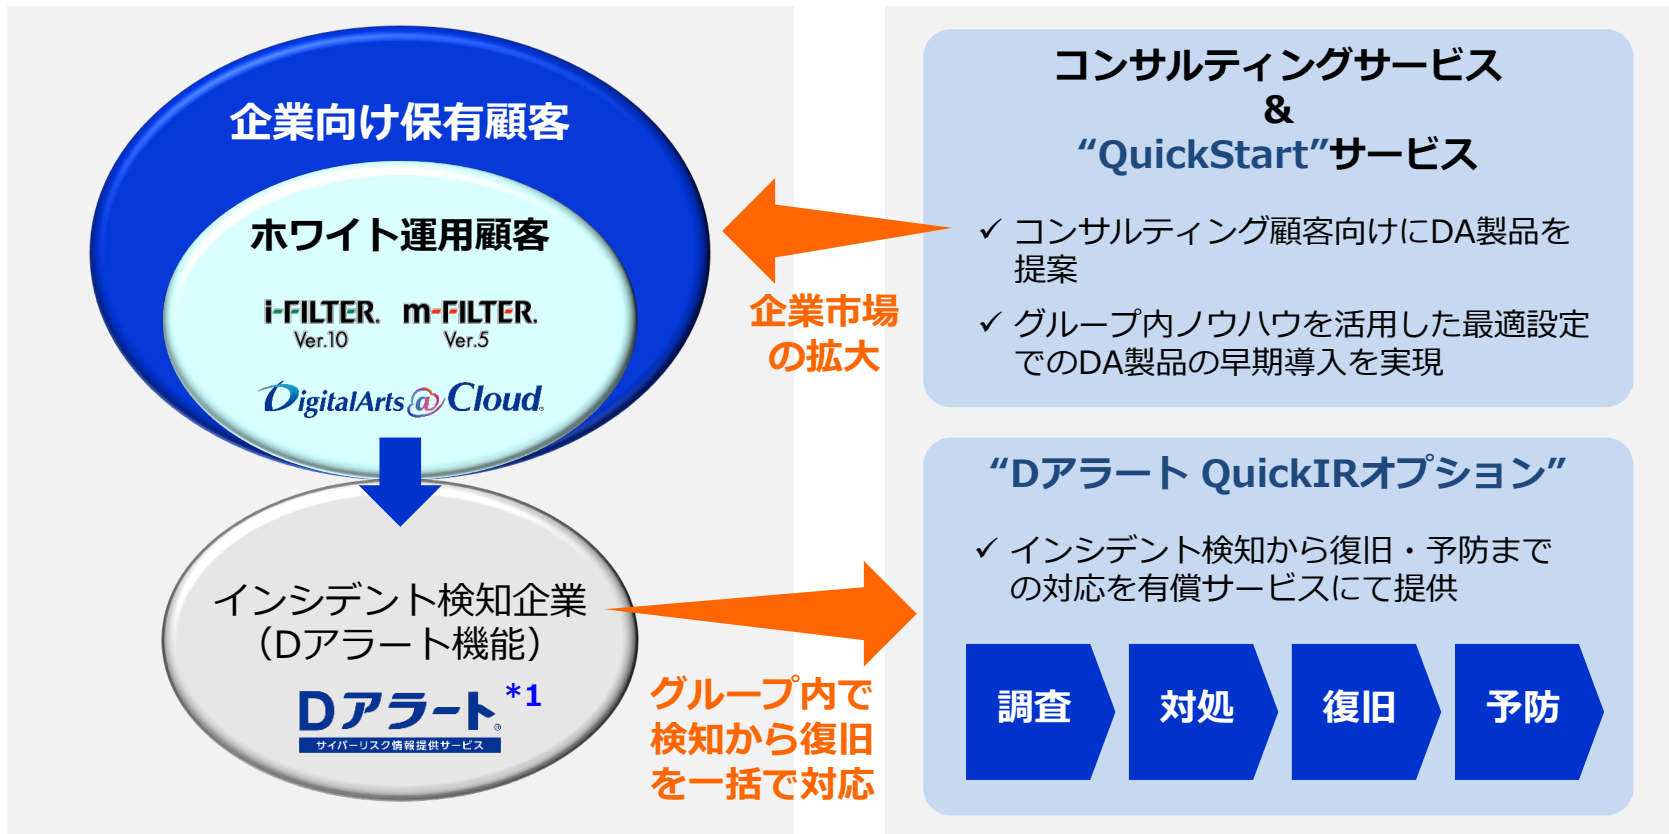 企業向け保有顧客
ホワイト運用顧客
i-FILTER. m-FILTER.
Ver.10 Ver.5
DigitalArts@Cloud.
インシデント検知企業
（Dアラート機能）
Dアラート® *1
サイバーリスク情報提供サービス
企業市場
の拡大
グループ内で
検知から復旧
を一括で対応
コンサルティングサービス
&
“QuickStart”サービス
✓ コンサルティング顧客向けにDA製品を
提案
✓ グループ内ノウハウを活用した最適設定
でのDA製品の早期導入を実現
“Dアラート QuickIRオプション”
✓ インシデント検知から復旧・予防まで
の対応を有償サービスにて提供
調査 対処 復旧 予防